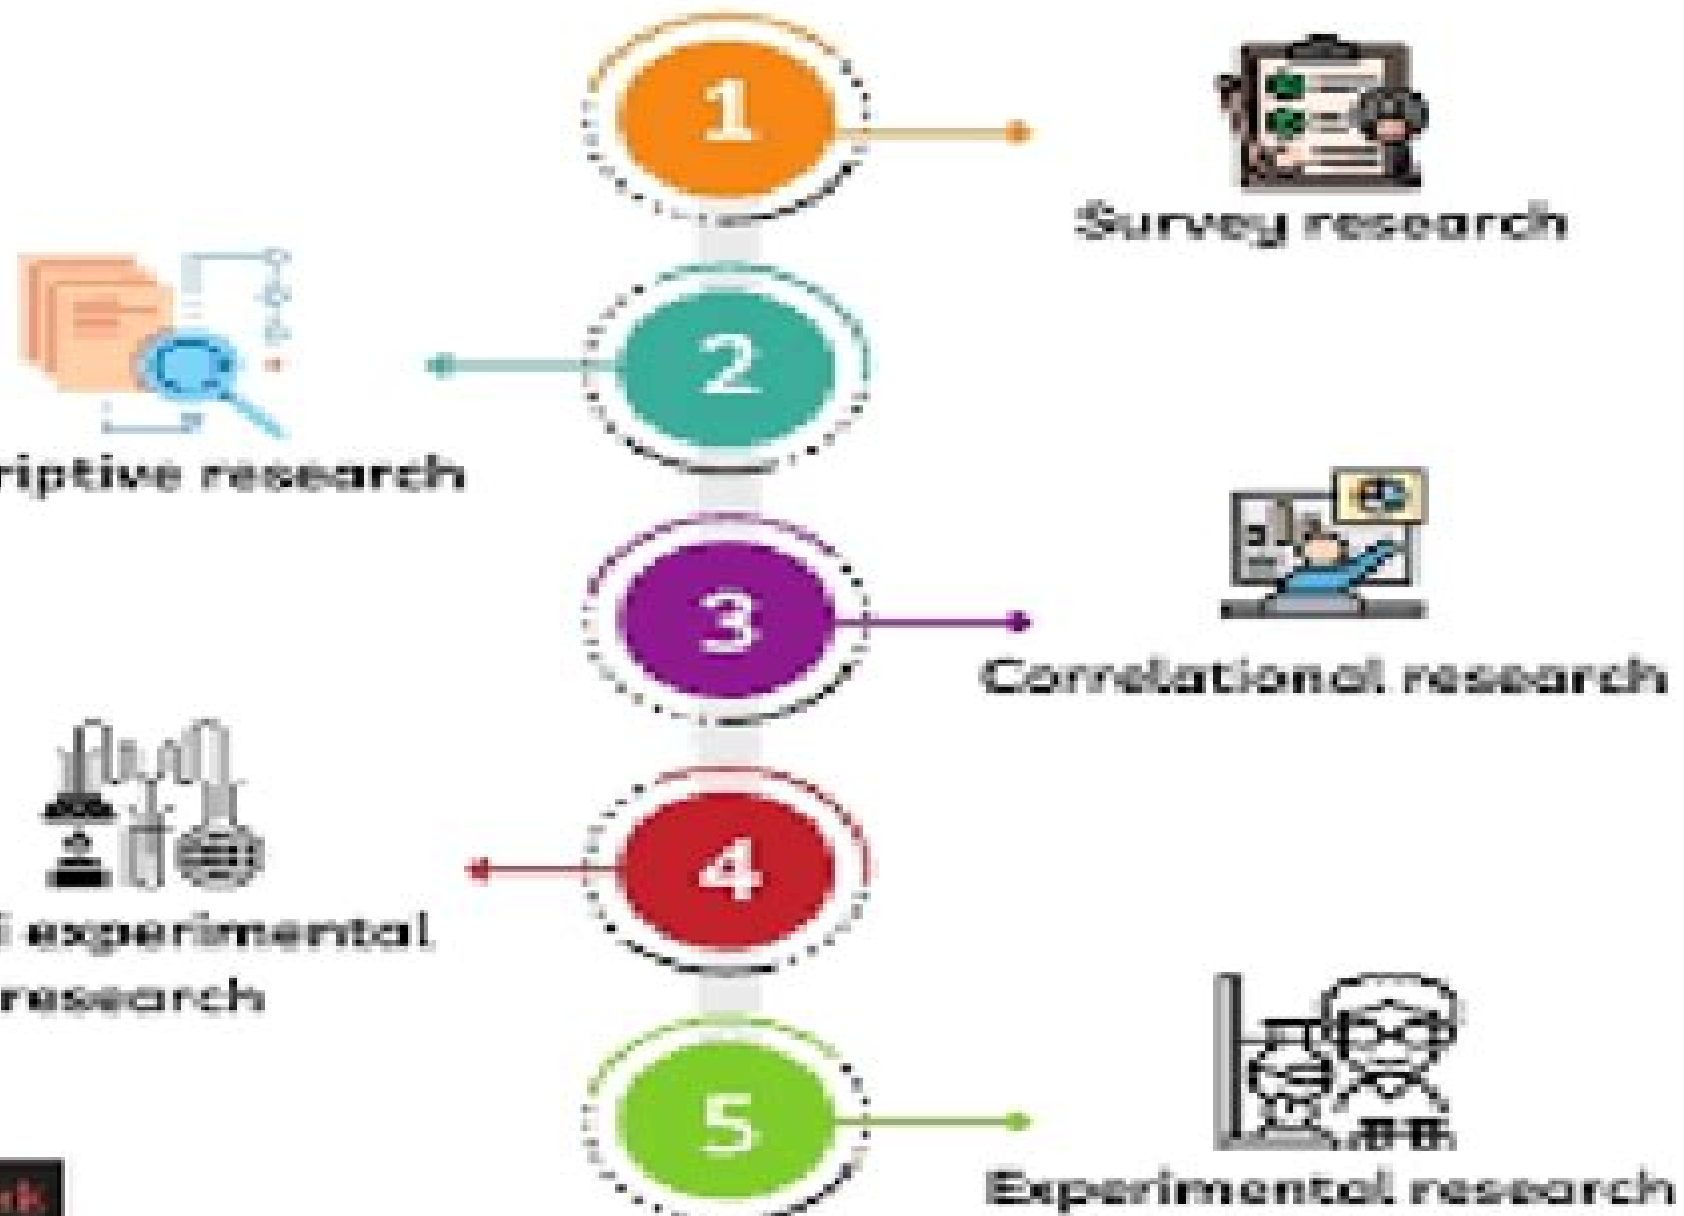 1
Survey research
2
riptive research
3
Correlational research
4
i experimental
research
5
Experimental research